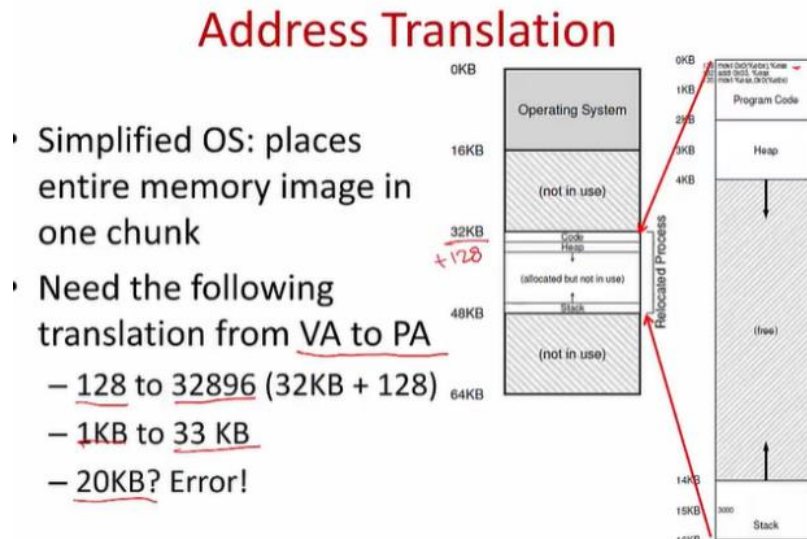 Address Translation
• Simplified OS: places
entire memory image in
one chunk
• Need the following
translation from VA to PA
– 128 to 32896 (32KB + 128)
– 1KB to 33 KB
– 20KB? Error!
0KB
Operating System
16KB
(not in use)
32KB
+128
Code
Heap
(allocated but not in use)
Stack
48KB
(not in use)
64KB
Relocated Process
0KB
1KB
Program Code
2KB
3KB
Heap
4KB
(free)
14KB
15KB
3000
Stack